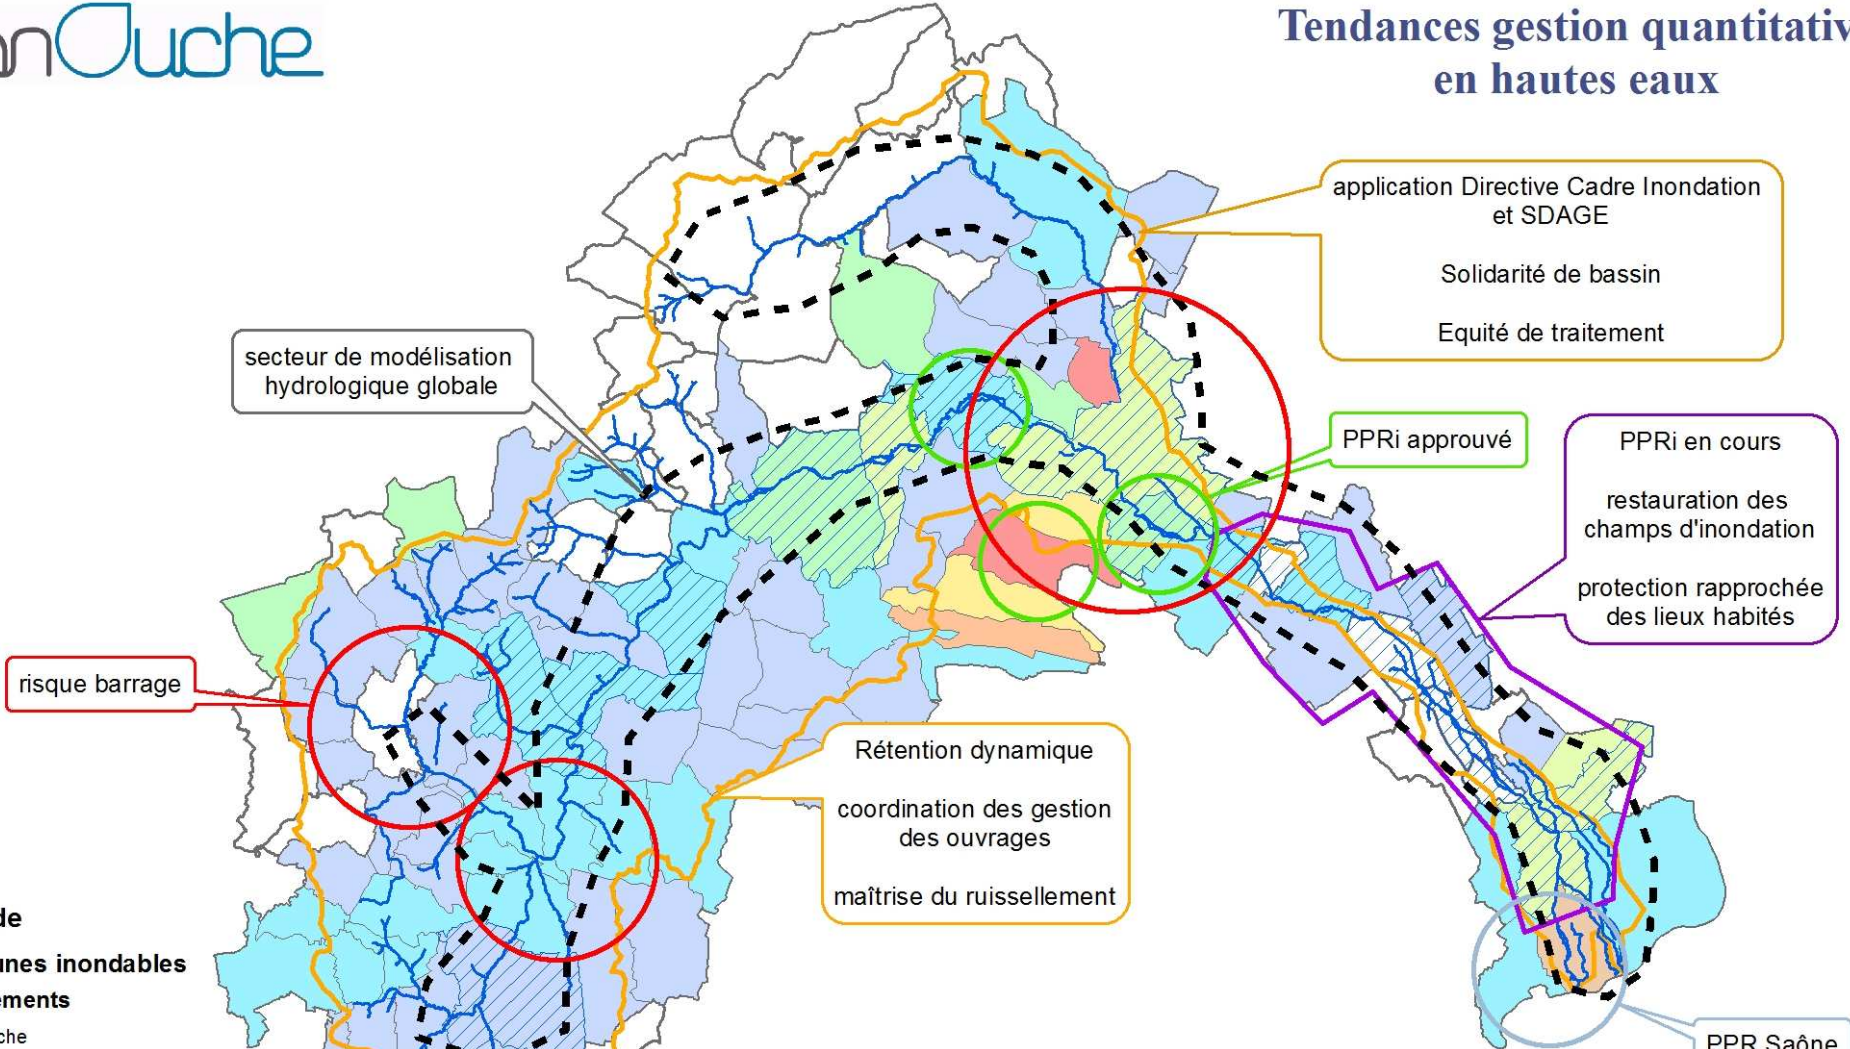 Tendances gestion quantitativ
en hautes eaux
application Directive Cadre Inondation
et SDAGE
Solidarité de bassin
Equité de traitement
secteur de modélisation
hydrologique globale
PPRi approuvé
PPRi en cours
restauration des
champs d'inondation
protection rapprochée
des lieux habités
risque barrage
Rétention dynamique
coordination des gestion
des ouvrages
maîtrise du ruissellement
de
unes inondables
ements
che
PPR Saône